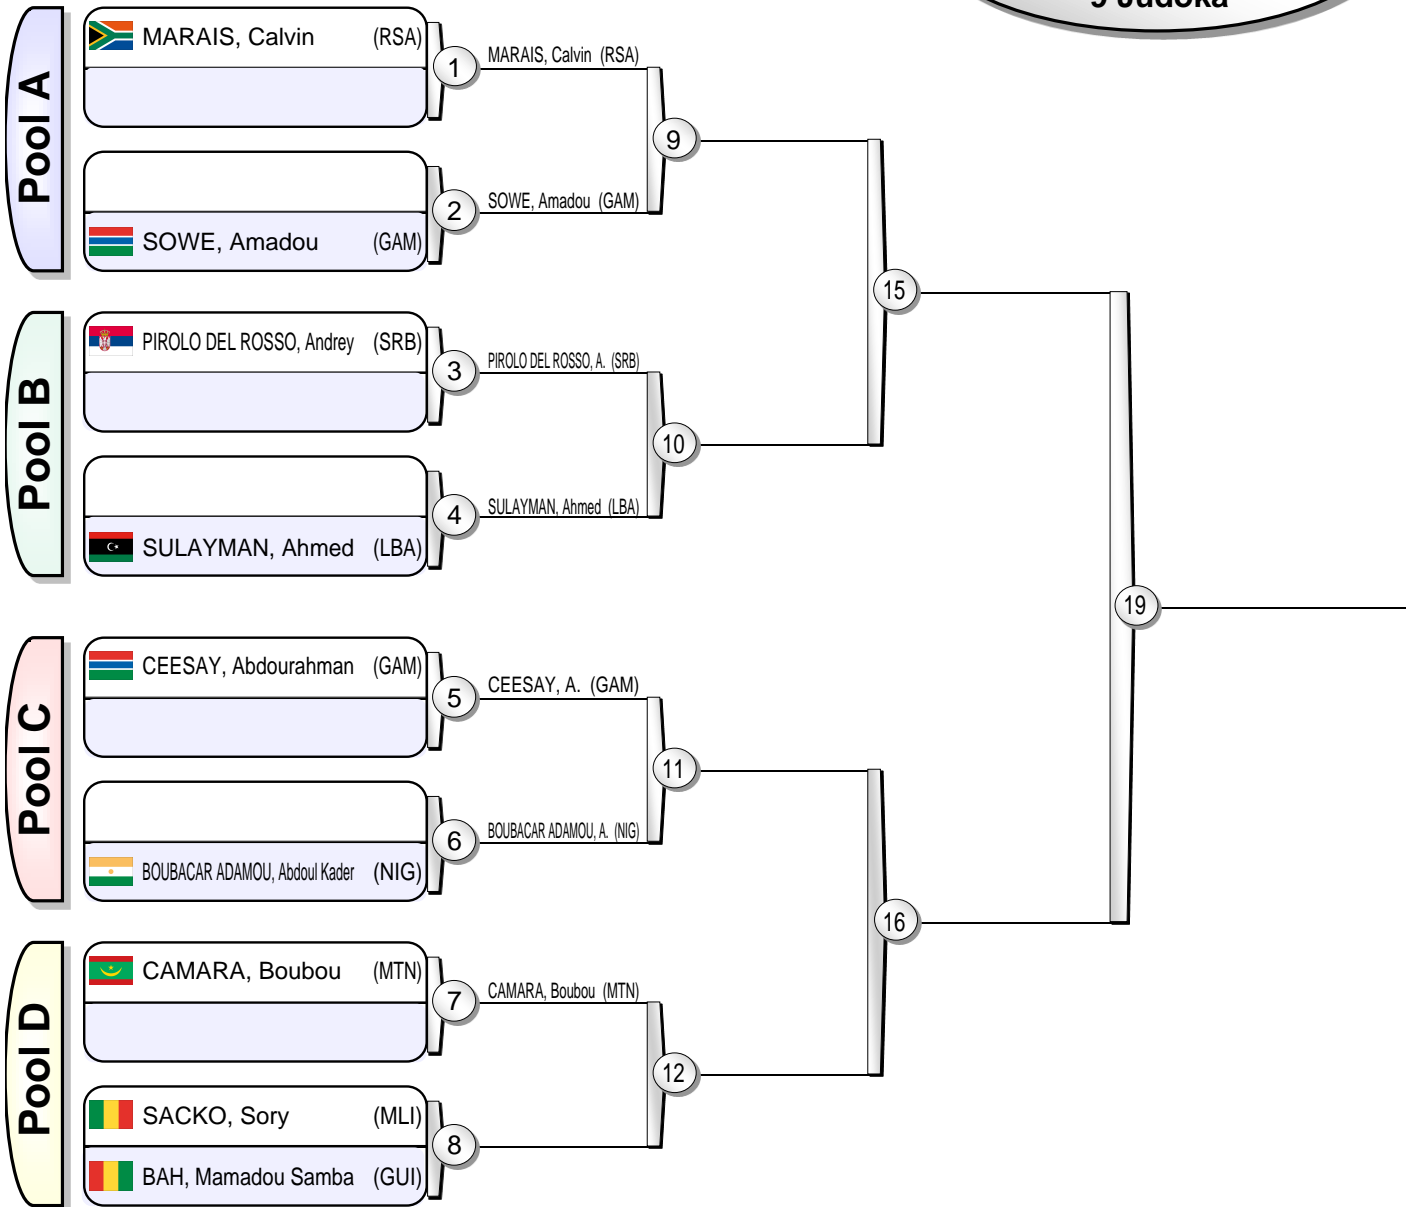 9 Judoka
Pool A
MARAIS, Calvin (RSA)
1
MARAIS, Calvin (RSA)
9
2
SOWE, Amadou (GAM)
SOWE, Amadou (GAM)
15
Pool B
PIROLO DEL ROSSO, Andrey (SRB)
3
PIROLO DEL ROSSO, A. (SRB)
10
4
SULAYMAN, Ahmed (LBA)
SULAYMAN, Ahmed (LBA)
19
Pool C
CEESAY, Abdourahman (GAM)
5
CEESAY, A. (GAM)
11
6
BOUBACAR ADAMOU, A. (NIG)
BOUBACAR ADAMOU, Abdoul Kader (NIG)
16
Pool D
CAMARA, Boubou (MTN)
7
CAMARA, Boubou (MTN)
12
SACKO, Sory (MLI)
8
BAH, Mamadou Samba (GUI)